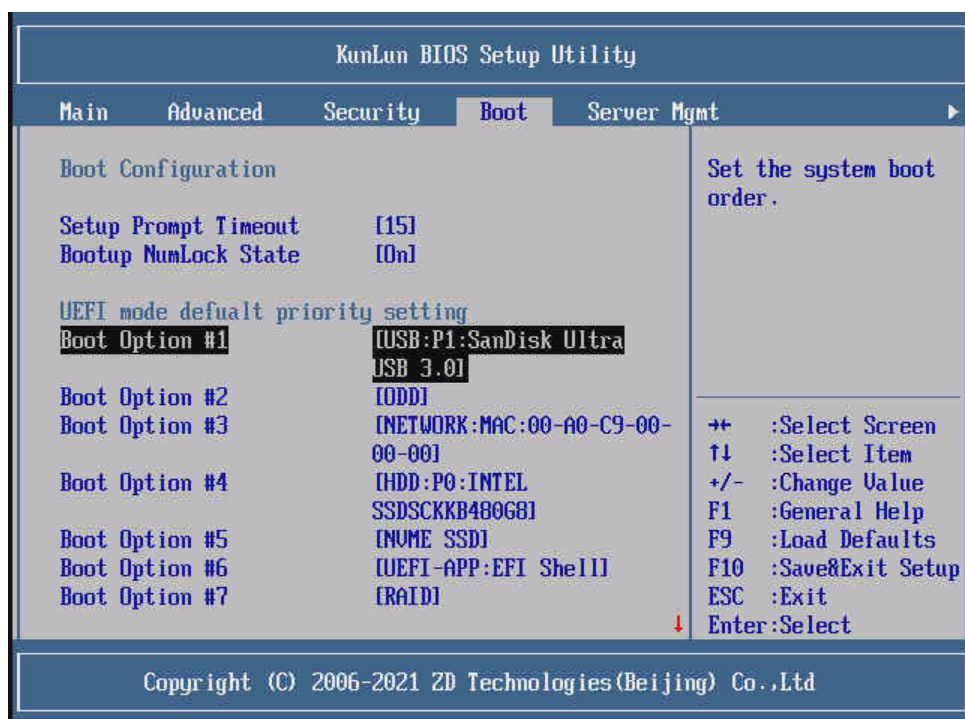 KunLun BIOS Setup Utility
Main Advanced Security Boot Server Mgmt
Boot Configuration
Setup Prompt Timeout [15]
Bootup NumLock State [On]
UEFI mode defualt priority setting
Boot Option #1 [USB:P1:SanDisk Ultra
USB 3.0]
Boot Option #2 [ODD]
Boot Option #3 [NETWORK:MAC:00-A0-C9-00-
00-00]
Boot Option #4 [HDD:P0:INTEL
SSDSCKKB480G8]
Boot Option #5 [NVME SSD]
Boot Option #6 [UEFI-APP:EFI Shell]
Boot Option #7 [RAID]
Set the system boot
order.
→← :Select Screen
↑↓ :Select Item
+/- :Change Value
F1 :General Help
F9 :Load Defaults
F10 :Save&Exit Setup
ESC :Exit
Enter:Select
Copyright (C) 2006-2021 ZD Technologies(Beijing) Co.,Ltd